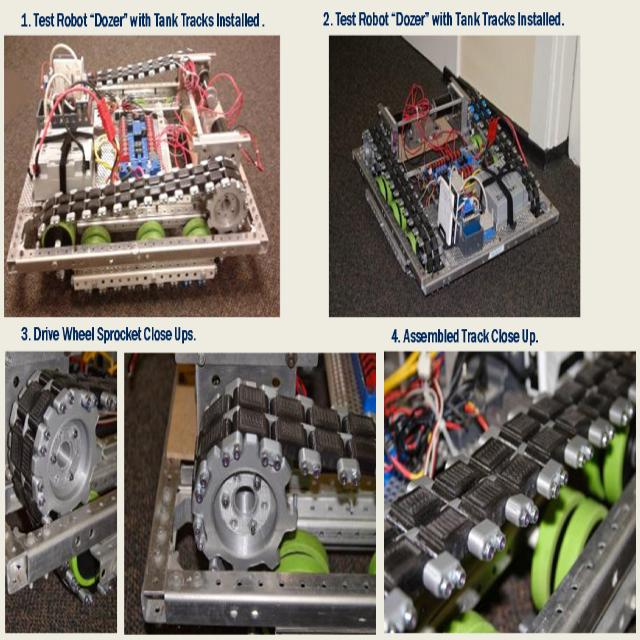 1. Test Robot “Dozer” with Tank Tracks Installed .
2. Test Robot “Dozer” with Tank Tracks Installed.
3. Drive Wheel Sprocket Close Ups.
4. Assembled Track Close Up.